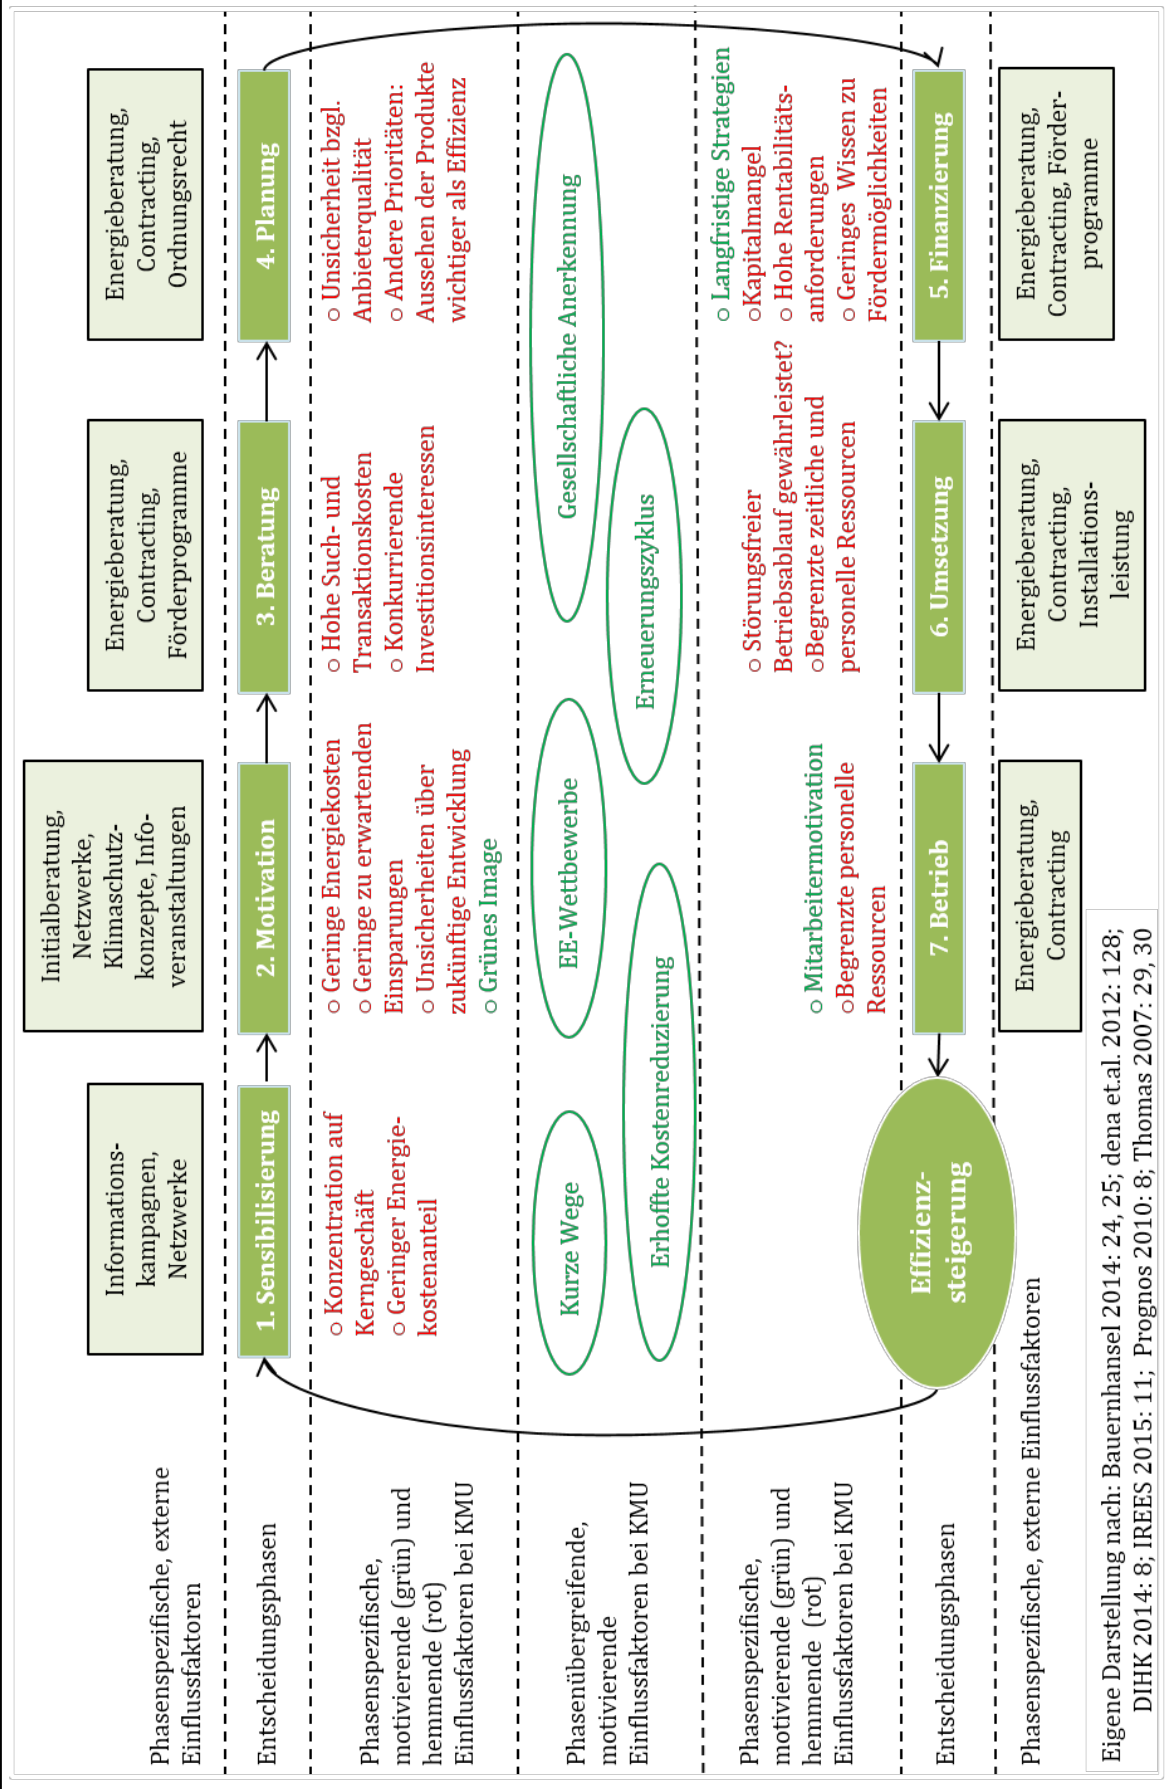 Phasenspezifische, externe
Einflussfaktoren
Informations-
kampagnen,
Netzwerke
Initialberatung,
Netzwerke,
Klimaschutz-
konzepte, Info-
veranstaltungen
Energieberatung,
Contracting,
Förderprogramme
Energieberatung,
Contracting,
Ordnungsrecht
Entscheidungsphasen
1. Sensibilisierung
2. Motivation
3. Beratung
4. Planung
Phasenspezifische,
motivierende (grün) und
hemmende (rot)
Einflussfaktoren bei KMU
○ Konzentration auf
Kerngeschäft
○ Geringer Energie-
kostenanteil
○ Geringe Energiekosten
○ Geringe zu erwartenden
Einsparungen
○ Unsicherheiten über
zukünftige Entwicklung
○ Grünes Image
○ Hohe Such- und
Transaktionskosten
○ Konkurrierende
Investitionsinteressen
○ Unsicherheit bzgl.
Anbieterqualität
○ Andere Prioritäten:
Aussehen der Produkte
wichtiger als Effizienz
Phasenübergreifende,
motivierende
Einflussfaktoren bei KMU
Kurze Wege
EE-Wettbewerbe
Gesellschaftliche Anerkennung
Erhoffte Kostenreduzierung
Erneuerungszyklus
Phasenspezifische,
motivierende (grün) und
hemmende (rot)
Einflussfaktoren bei KMU
○ Mitarbeitermotivation
○Begrenzte personelle
Ressourcen
○ Störungsfreier
Betriebsablauf gewährleistet?
○Begrenzte zeitliche und
personelle Ressourcen
○ Langfristige Strategien
○Kapitalmangel
○ Hohe Rentabilitäts-
anforderungen
○ Geringes Wissen zu
Fördermöglichkeiten
Entscheidungsphasen
Effizienz-
steigerung
7. Betrieb
6. Umsetzung
5. Finanzierung
Phasenspezifische, externe Einflussfaktoren
Energieberatung,
Contracting
Energieberatung,
Contracting,
Installations-
leistung
Energieberatung,
Contracting, Förder-
programme
Eigene Darstellung nach: Bauernhansel 2014: 24, 25; dena et.al. 2012: 128;
DIHK 2014: 8; IREES 2015: 11; Prognos 2010: 8; Thomas 2007: 29, 30